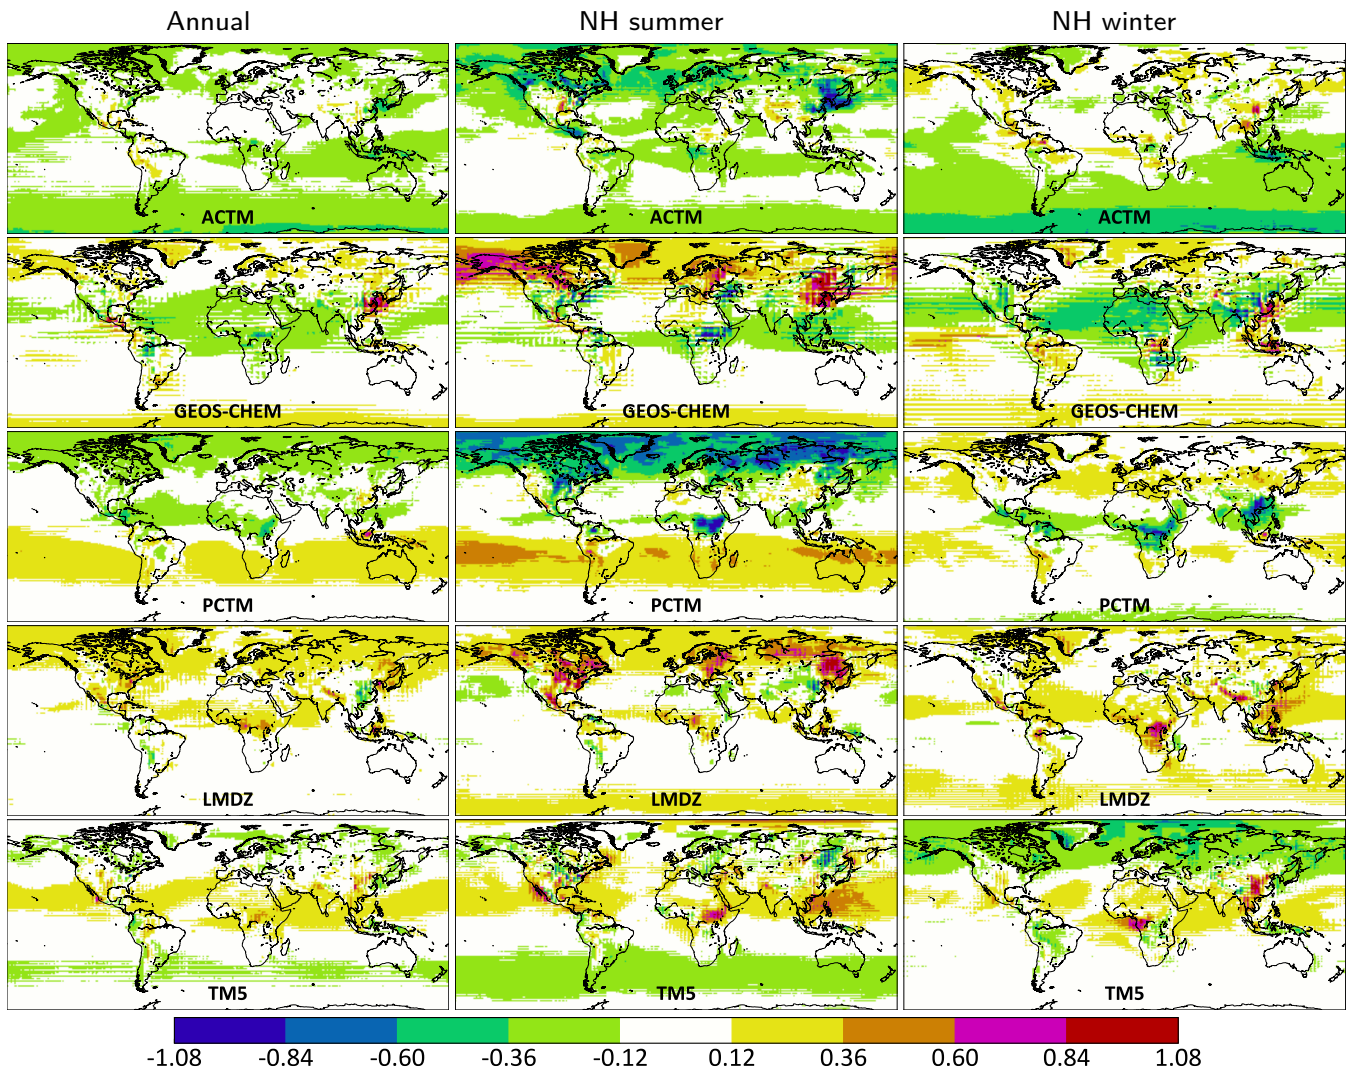 Annual NH summer NH winter
ACTM ACTM ACTM
GEOS-CHEM GEOS-CHEM GEOS-CHEM
PCTM PCTM PCTM
LMDZ LMDZ LMDZ
TM5 TM5 TM5
-1.08 -0.84 -0.60 -0.36 -0.12 0.12 0.36 0.60 0.84 1.08